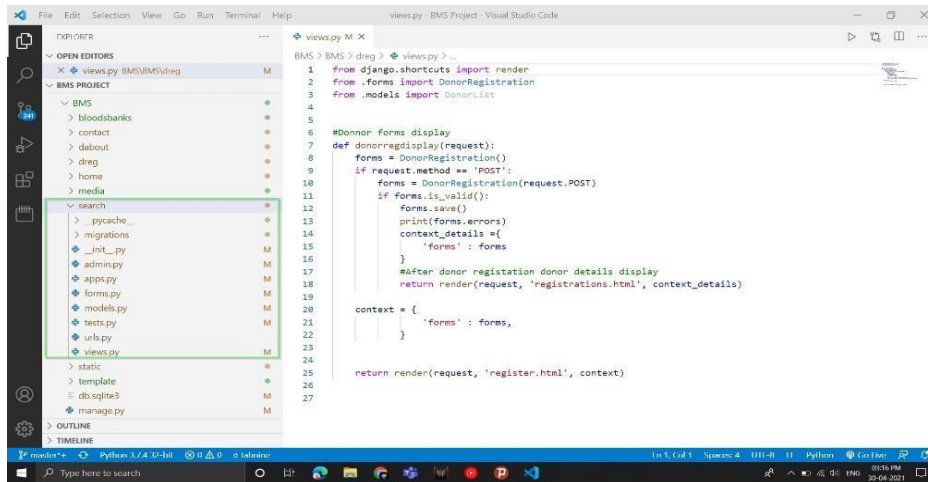 File Edit Selection View Go Run Terminal Help views.py - BMS Project - Visual Studio Code
EXPLORER
views.py M
OPEN EDITORS
views.py BMS\BMS\dreg M
BMS PROJECT
BMS
bloodsbanks
contact
dabout
dreg
home
media
search
__pycache__
migrations
__init__.py M
admin.py M
apps.py M
forms.py M
models.py M
tests.py M
urls.py
views.py M
static
template
db.sqlite3 M
manage.py M
OUTLINE
TIMELINE
241
BMS > BMS > dreg > views.py > ...
1 from django.shortcuts import render
2 from .forms import DonorRegistration
3 from .models import DonorList
4
5
6 #Donnor forms display
7 def donorregdisplay(request):
8 forms = DonorRegistration()
9 if request.method == 'POST':
10 forms = DonorRegistration(request.POST)
11 if forms.is_valid():
12 forms.save()
13 print(forms.errors)
14 context_details ={
15 'forms' : forms
16 }
17 #After donor registation donor details display
18 return render(request, 'registrations.html', context_details)
19
20 context = {
21 'forms' : forms,
22 }
23
24
25 return render(request, 'register.html', context)
26
27
master*+ Python 3.7.4 32-bit 0 0 tabnine Ln 1, Col 1 Spaces: 4 UTF-8 Python Go Live
Type here to search ENG 03:16 PM
30-04-2021